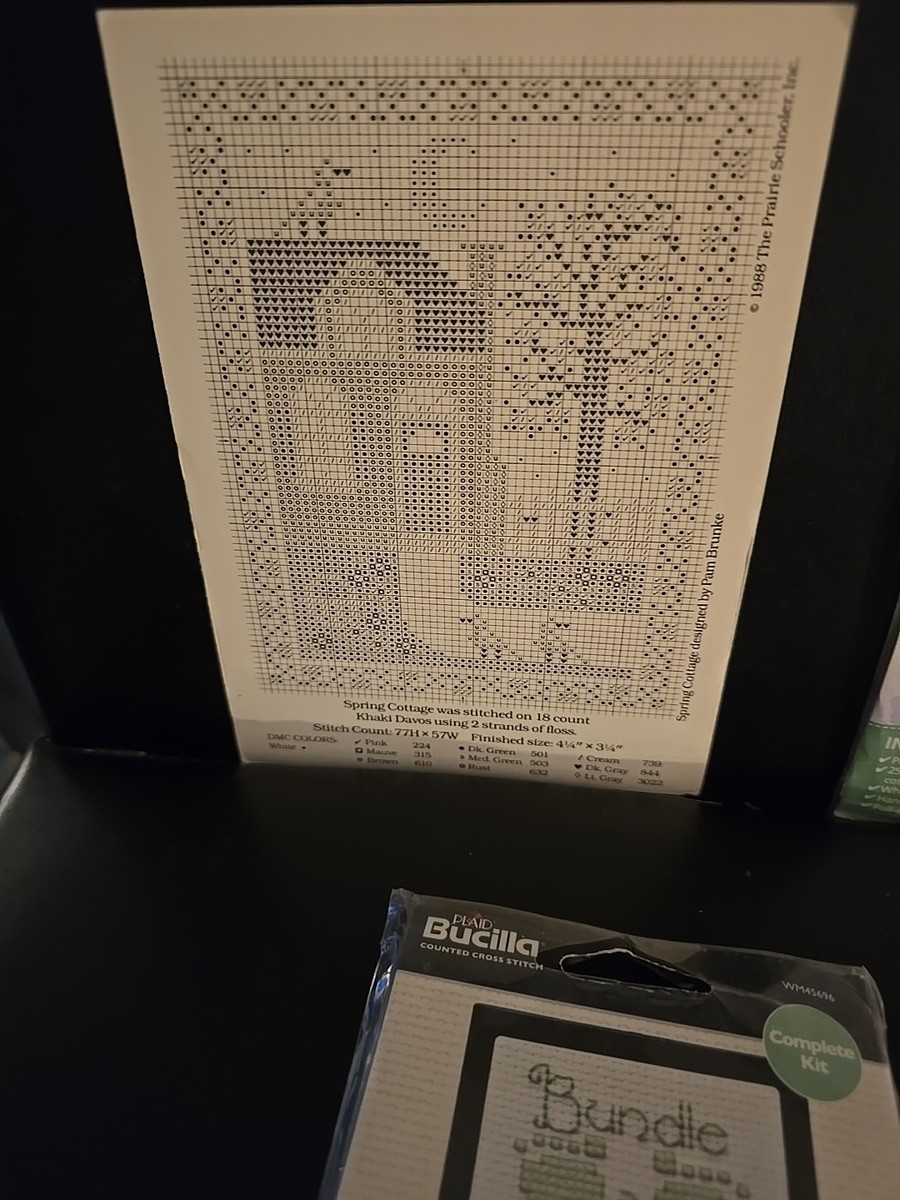 © 1988 The Prairie Schooler, Inc.
Spring Cottage designed by Pam Brunke
Spring Cottage was stitched on 18 count
Khaki Davos using 2 strands of floss.
Stitch Count: 77H × 57W Finished size: 4¼" × 3¼"
DMC COLORS: ✓ Pink 224 • Dk. Green 501 / Cream 739
White • Mauve 315 s Med. Green 503 ♥ Dk. Gray 844
Brown 610 Rust 632 ◊ Lt. Gray 3022
IN
PLAID
Bucilla
COUNTED CROSS STITCH
WM45696
Complete
Kit
Bundle